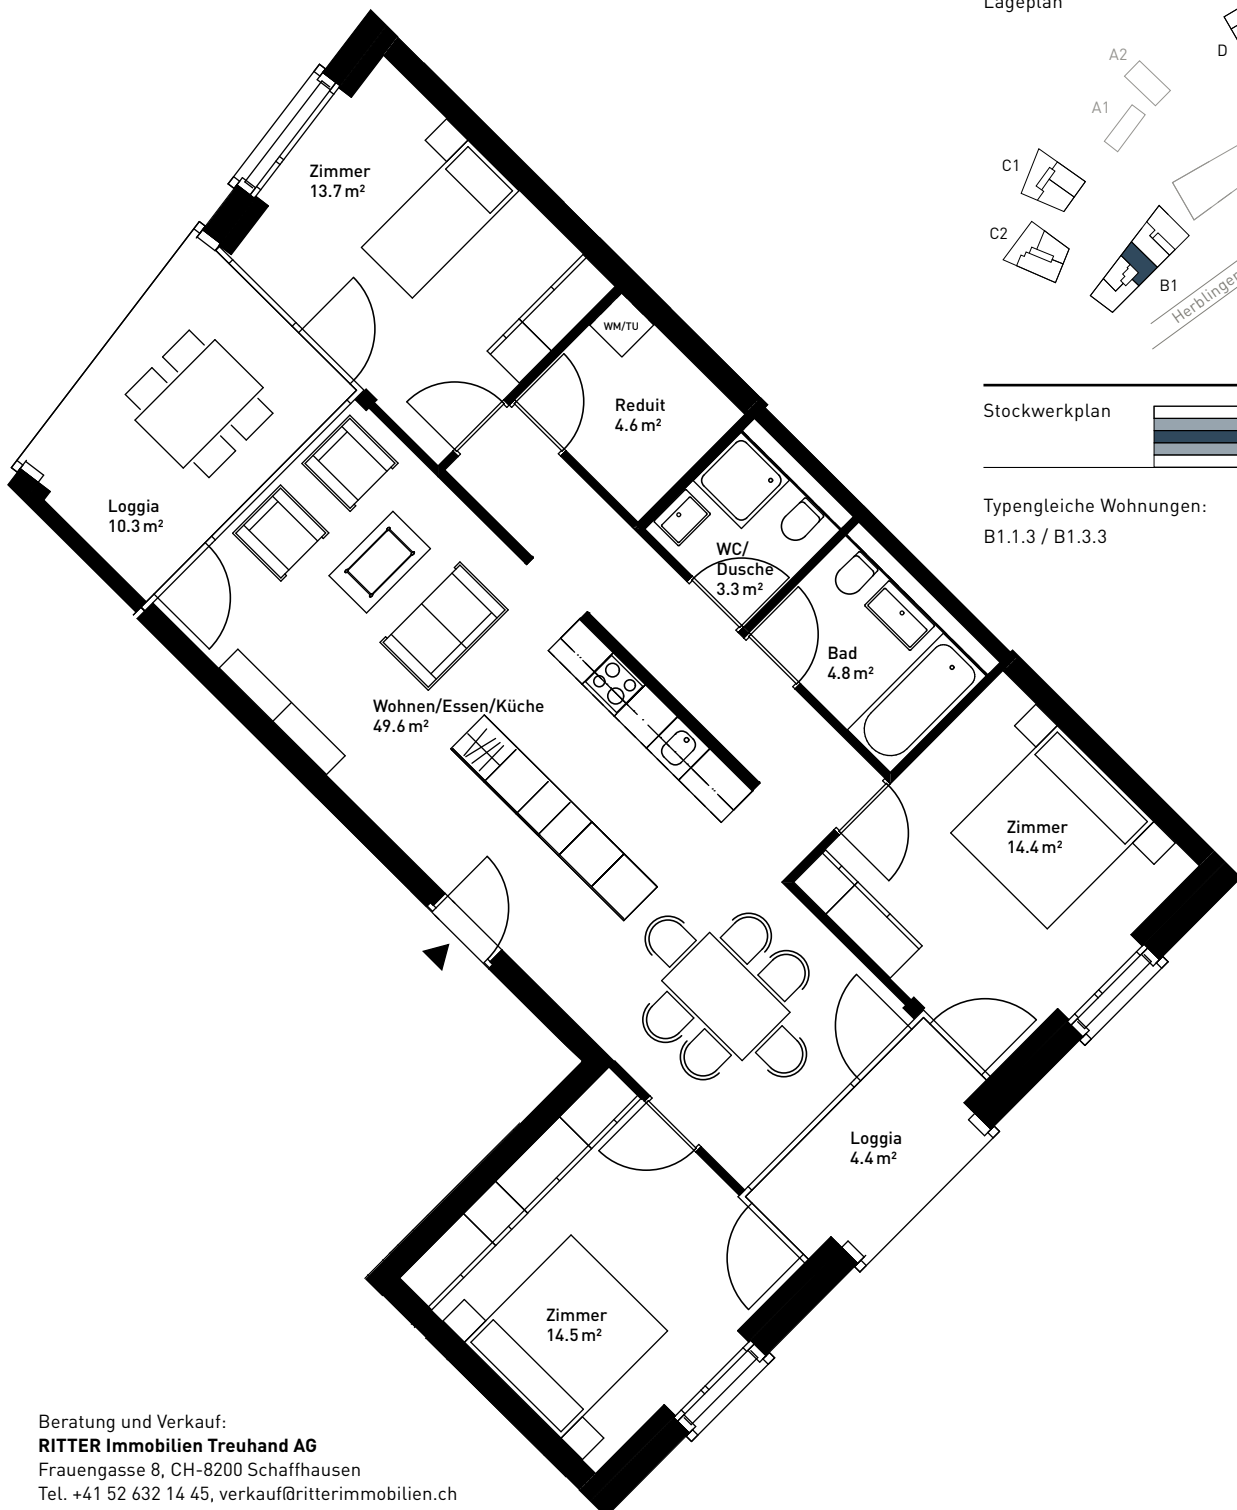 Lageplan
D
A2
A1
C1
C2
B1
Herblinger
Stockwerkplan
Typengleiche Wohnungen:
B1.1.3 / B1.3.3
Zimmer
13.7 m²
WM/TU
Reduit
4.6 m²
Loggia
10.3 m²
WC/
Dusche
3.3 m²
Bad
4.8 m²
Wohnen/Essen/Küche
49.6 m²
Zimmer
14.4 m²
Loggia
4.4 m²
Zimmer
14.5 m²
Beratung und Verkauf:
RITTER Immobilien Treuhand AG
Frauengasse 8, CH-8200 Schaffhausen
Tel. +41 52 632 14 45, verkauf@ritterimmobilien.ch